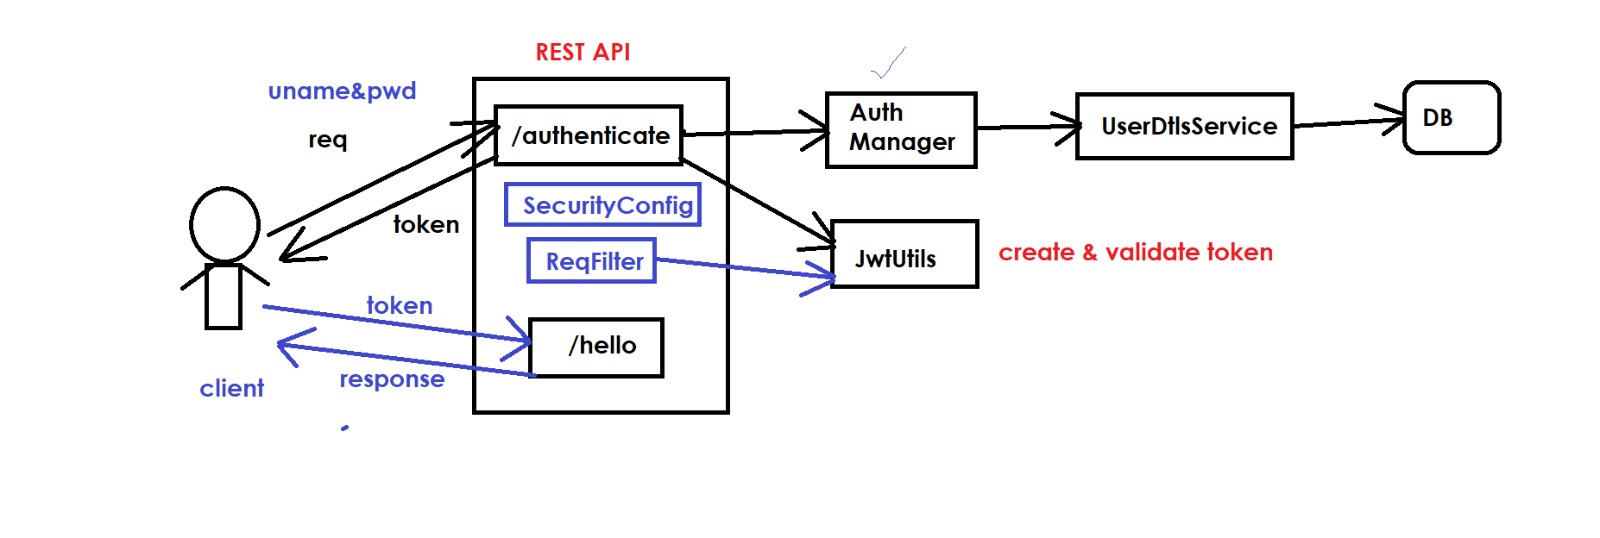 REST API
uname&pwd
req
/authenticate
Auth
Manager
UserDtlsService
DB
SecurityConfig
token
ReqFilter
JwtUtils
create & validate token
token
/hello
response
client